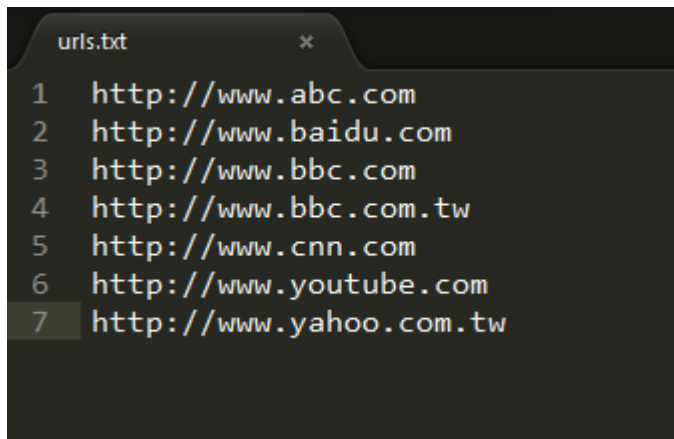 urls.txt ×
1 http://www.abc.com
2 http://www.baidu.com
3 http://www.bbc.com
4 http://www.bbc.com.tw
5 http://www.cnn.com
6 http://www.youtube.com
7 http://www.yahoo.com.tw